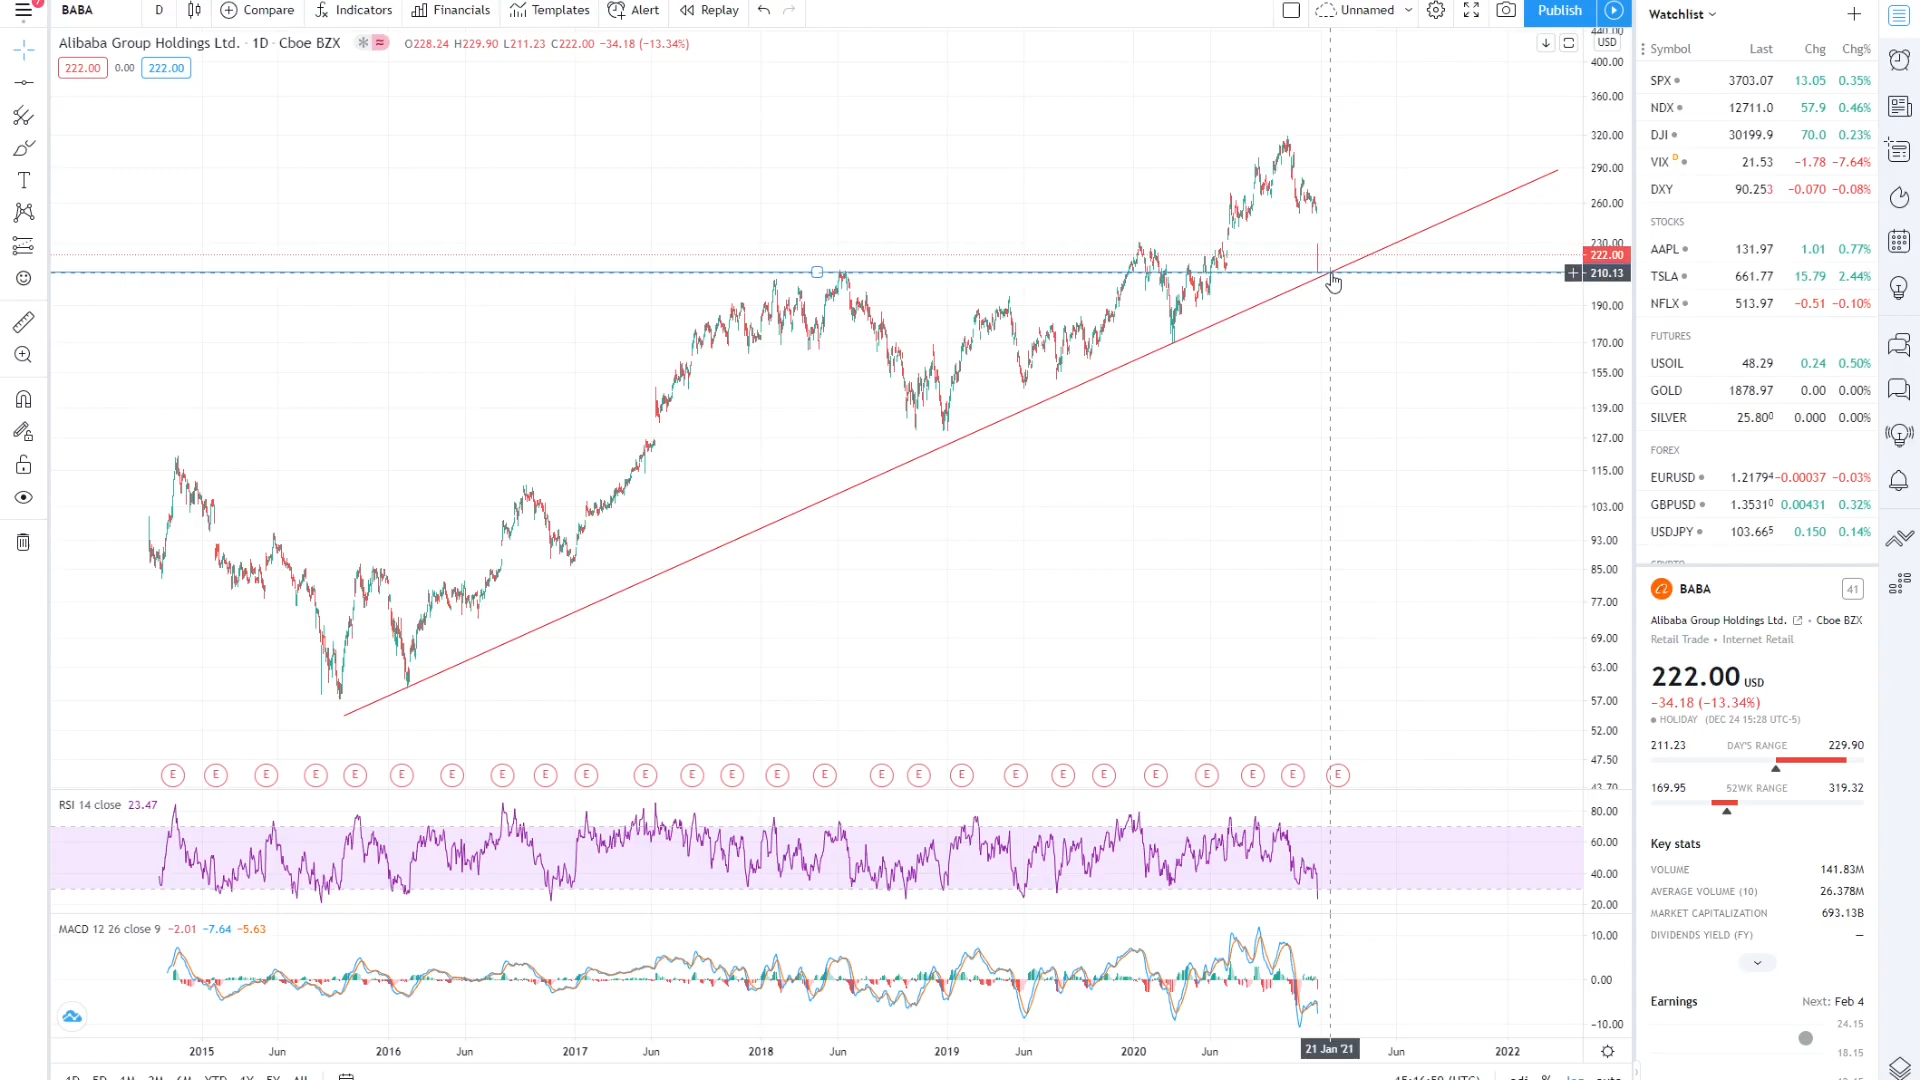 BABA D Compare Indicators Financials Templates Alert Replay Unnamed Publish
Alibaba Group Holdings Ltd. · 1D · Cboe BZX O228.24 H229.90 L211.23 C222.00 −34.18 (−13.34%)
222.00 0.00 222.00
USD
400.00
360.00
320.00
290.00
260.00
230.00
222.00
210.13
190.00
170.00
155.00
139.00
127.00
115.00
103.00
93.00
85.00
77.00
69.00
63.00
57.00
52.00
47.50
E E E E E E E E E E E E E E E E E E E E E E E E E E
RSI 14 close 23.47
80.00
60.00
40.00
20.00
MACD 12 26 close 9 −2.01 −7.64 −5.63
10.00
0.00
−10.00
2015 Jun 2016 Jun 2017 Jun 2018 Jun 2019 Jun 2020 Jun 21 Jan '21 Jun 2022
Watchlist
Symbol Last Chg Chg%
SPX 3703.07 13.05 0.35%
NDX 12711.0 57.9 0.46%
DJI 30199.9 70.0 0.23%
VIX D 21.53 −1.78 −7.64%
DXY 90.253 −0.070 −0.08%
STOCKS
AAPL 131.97 1.01 0.77%
TSLA 661.77 15.79 2.44%
NFLX 513.97 −0.51 −0.10%
FUTURES
USOIL 48.29 0.24 0.50%
GOLD 1878.97 0.00 0.00%
SILVER 25.800 0.000 0.00%
FOREX
EURUSD 1.21794 −0.00037 −0.03%
GBPUSD 1.35310 0.00431 0.32%
USDJPY 103.665 0.150 0.14%
BABA 41
Alibaba Group Holdings Ltd. • Cboe BZX
Retail Trade • Internet Retail
222.00 USD
−34.18 (−13.34%)
HOLIDAY (DEC 24 15:28 UTC-5)
211.23 DAY'S RANGE 229.90
169.95 52WK RANGE 319.32
Key stats
VOLUME 141.83M
AVERAGE VOLUME (10) 26.378M
MARKET CAPITALIZATION 693.13B
DIVIDENDS YIELD (FY) —
Earnings Next: Feb 4
24.15
18.15